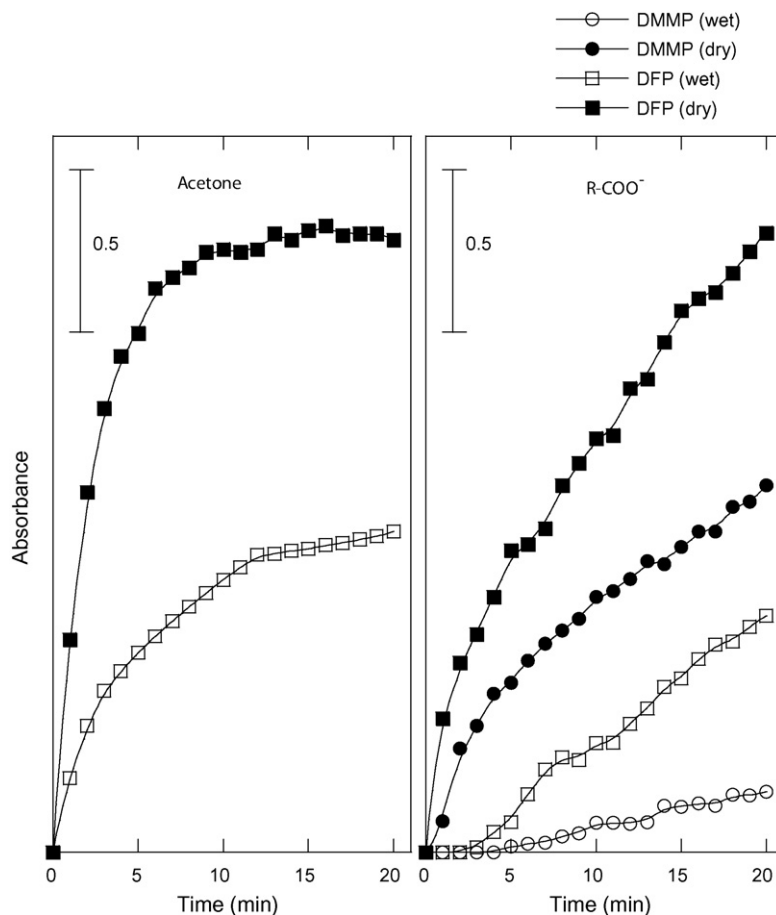 DMMP (wet)
DMMP (dry)
DFP (wet)
DFP (dry)
Acetone
R-COO⁻
0.5
0.5
Absorbance
0 5 10 15 20
0 5 10 15 20
Time (min)
Time (min)